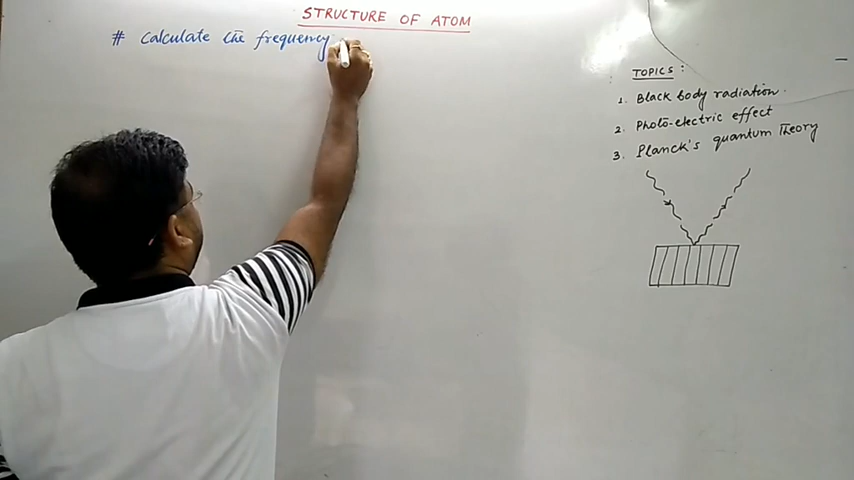 STRUCTURE OF ATOM
# Calculate the frequency
TOPICS :
1. Black body radiation.
2. Photo-electric effect
3. Planck's quantum Theory